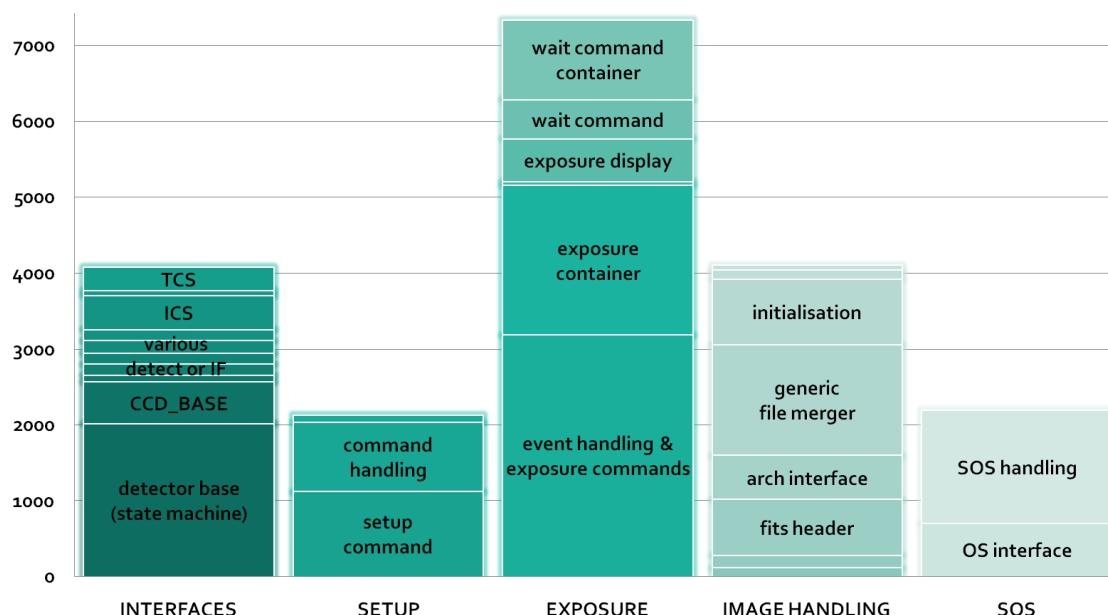 7000
6000
5000
4000
3000
2000
1000
0
TCS
ICS
various
detect or IF
CCD_BASE
detector base
(state machine)
command
handling
setup
command
wait command
container
wait command
exposure display
exposure
container
event handling &
exposure commands
initialisation
generic
file merger
arch interface
fits header
SOS handling
OS interface
INTERFACES
SETUP
EXPOSURE
IMAGE HANDLING
SOS